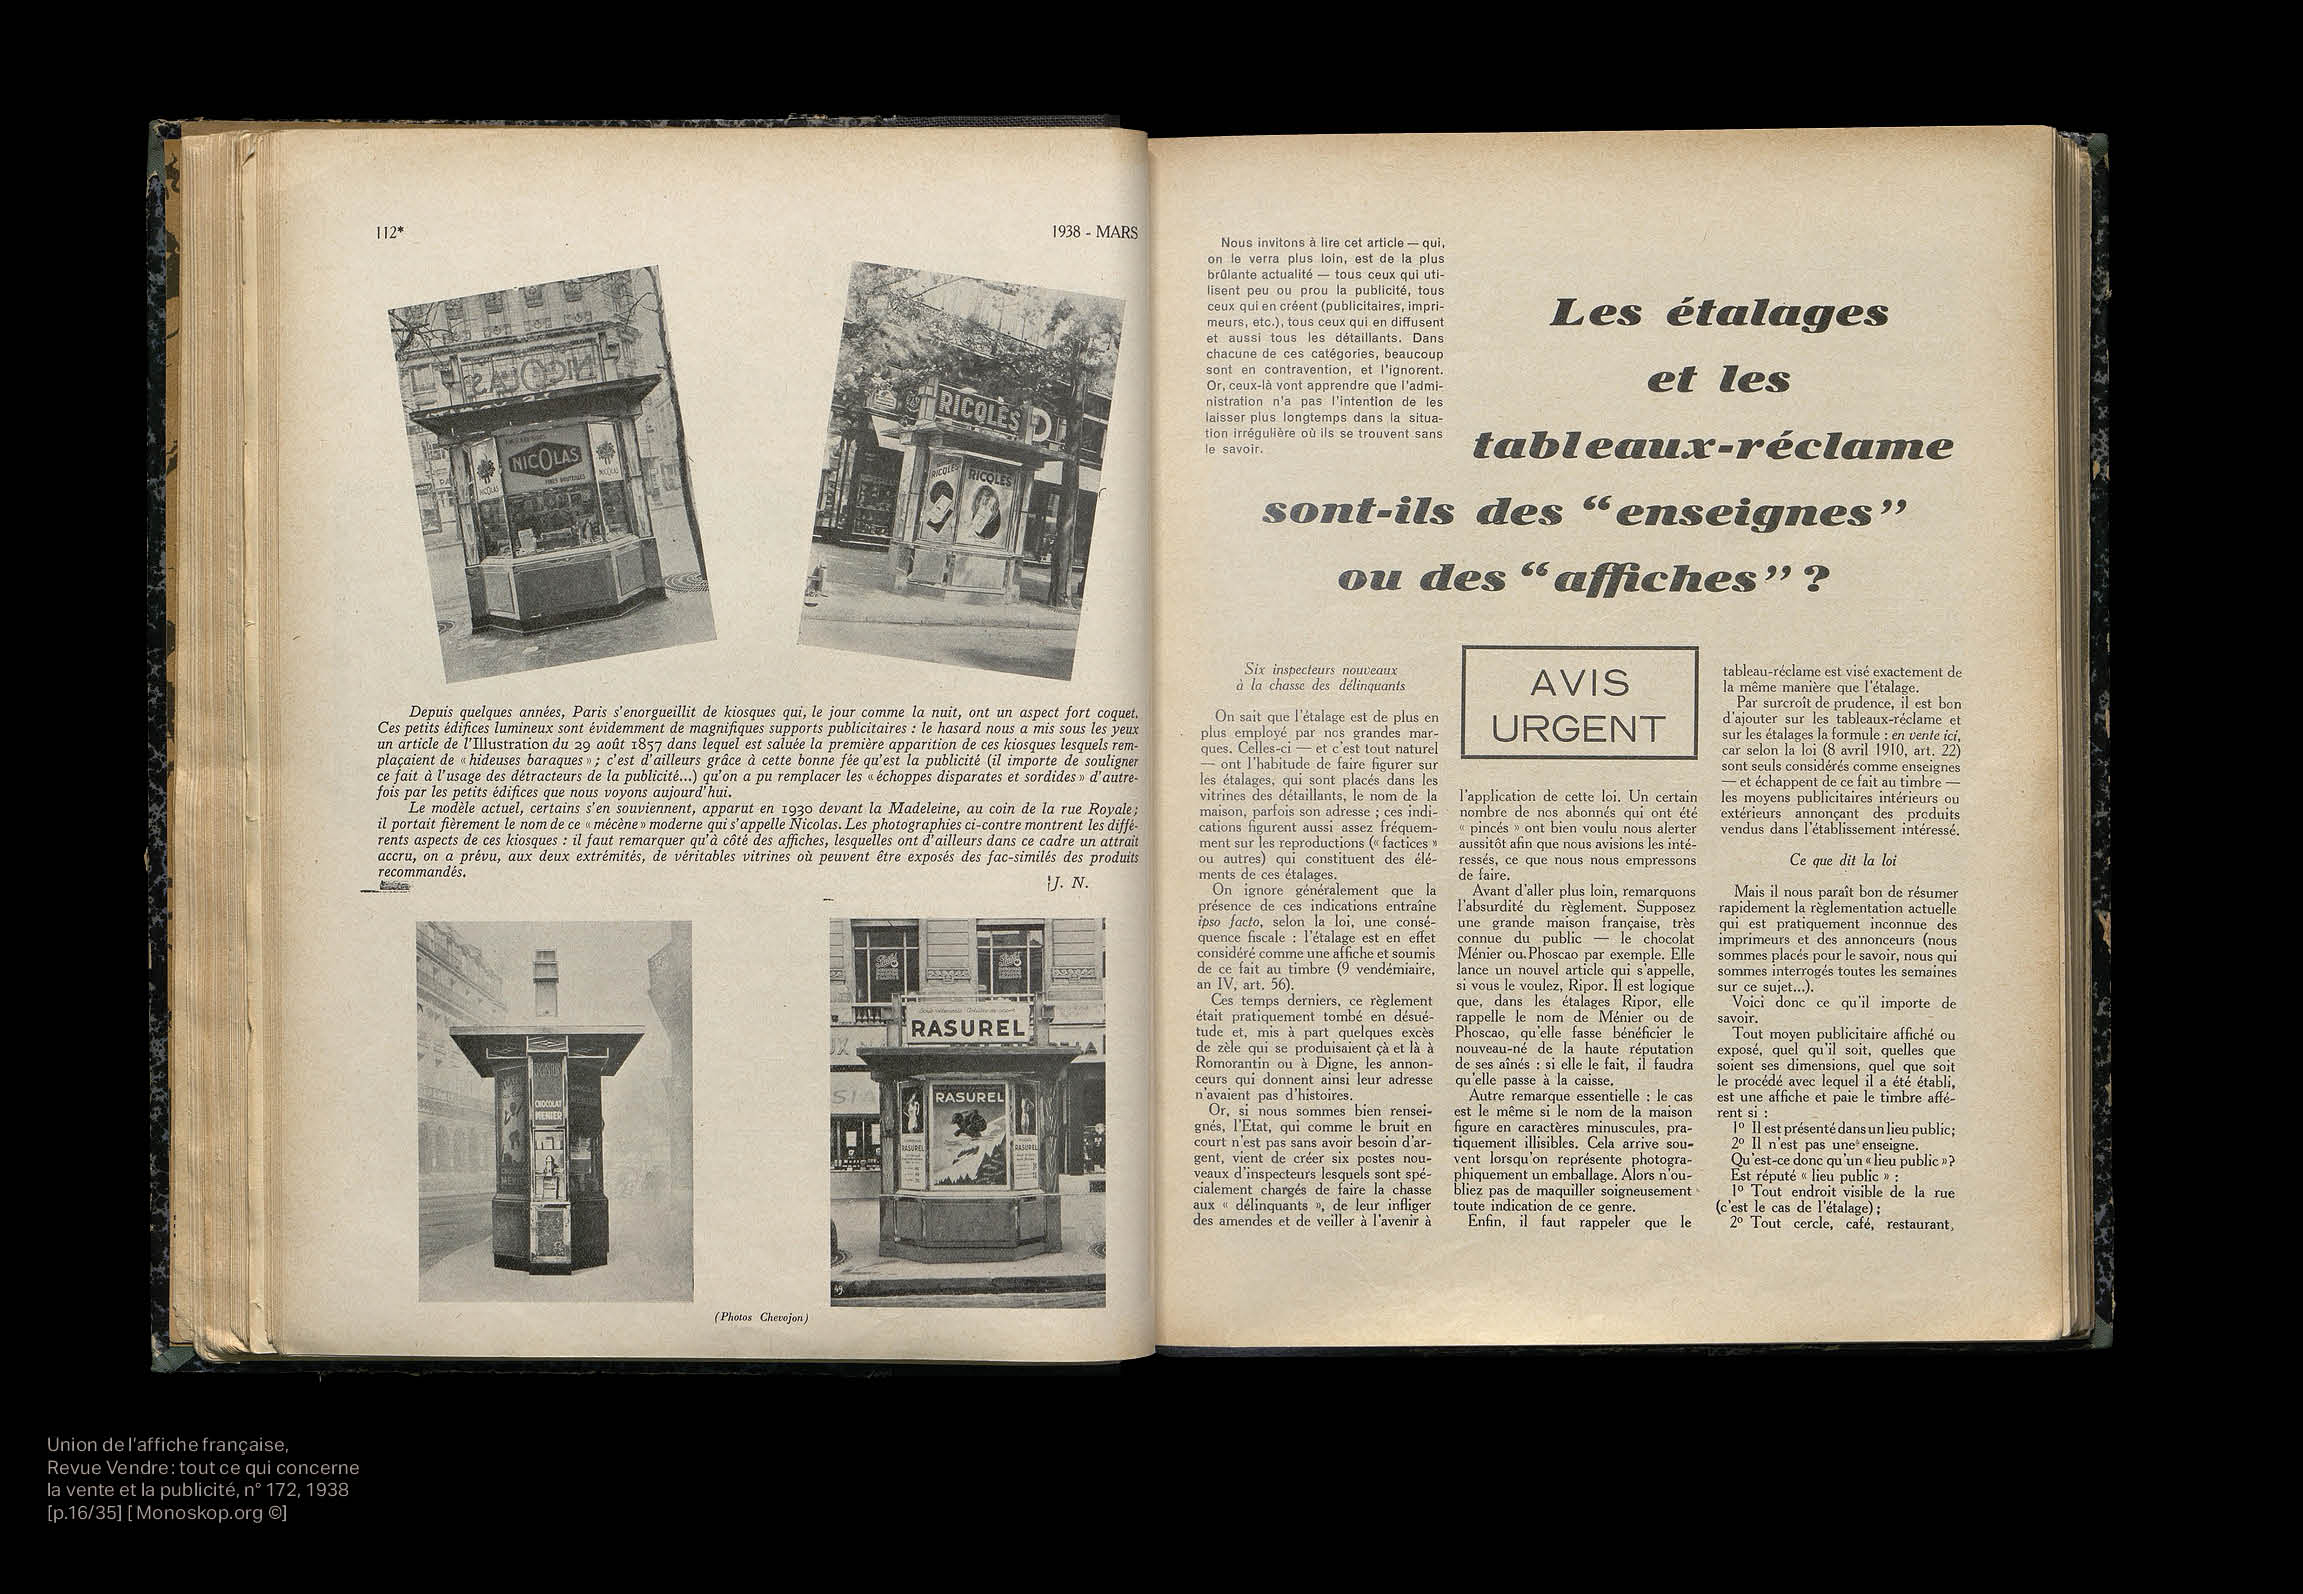 112*
1938 - MARS
NICOLAS
NICOLAS
FINES BOUTEILLES
NICOLAS
NICOLAS
RICQLÈS
RICQLÈS
RICQLÈS
Depuis quelques années, Paris s'enorgueillit de kiosques qui, le jour comme la nuit, ont un aspect fort coquet.
Ces petits édifices lumineux sont évidemment de magnifiques supports publicitaires : le hasard nous a mis sous les yeux
un article de l'Illustration du 29 août 1857 dans lequel est saluée la première apparition de ces kiosques lesquels rem-
plaçaient de « hideuses baraques » ; c'est d'ailleurs grâce à cette bonne fée qu'est la publicité (il importe de souligner
ce fait à l'usage des détracteurs de la publicité...) qu'on a pu remplacer les « échoppes disparates et sordides » d'autre-
fois par les petits édifices que nous voyons aujourd'hui.
Le modèle actuel, certains s'en souviennent, apparut en 1930 devant la Madeleine, au coin de la rue Royale ;
il portait fièrement le nom de ce « mécène » moderne qui s'appelle Nicolas. Les photographies ci-contre montrent les diffé-
rents aspects de ces kiosques : il faut remarquer qu'à côté des affiches, lesquelles ont d'ailleurs dans ce cadre un attrait
accru, on a prévu, aux deux extrémités, de véritables vitrines où peuvent être exposés des fac-similés des produits
recommandés.
J. N.
CHOCOLAT
MENIER
RASUREL
RASUREL
RASUREL
RASUREL
(Photos Chevojon)
Nous invitons à lire cet article — qui,
on le verra plus loin, est de la plus
brûlante actualité — tous ceux qui uti-
lisent peu ou prou la publicité, tous
ceux qui en créent (publicitaires, impri-
meurs, etc.), tous ceux qui en diffusent
et aussi tous les détaillants. Dans
chacune de ces catégories, beaucoup
sont en contravention, et l'ignorent.
Or, ceux-là vont apprendre que l'admi-
nistration n'a pas l'intention de les
laisser plus longtemps dans la situa-
tion irrégulière où ils se trouvent sans
le savoir.
Les étalages
et les
tableaux-réclame
sont-ils des “enseignes”
ou des “affiches” ?
Six inspecteurs nouveaux
à la chasse des délinquants
On sait que l'étalage est de plus en
plus employé par nos grandes mar-
ques. Celles-ci — et c'est tout naturel
— ont l'habitude de faire figurer sur
les étalages, qui sont placés dans les
vitrines des détaillants, le nom de la
maison, parfois son adresse ; ces indi-
cations figurent aussi assez fréquem-
ment sur les reproductions (« factices »
ou autres) qui constituent des élé-
ments de ces étalages.
On ignore généralement que la
présence de ces indications entraîne
ipso facto, selon la loi, une consé-
quence fiscale : l'étalage est en effet
considéré comme une affiche et soumis
de ce fait au timbre (9 vendémiaire,
an IV, art. 56).
Ces temps derniers, ce règlement
était pratiquement tombé en désué-
tude et, mis à part quelques excès
de zèle qui se produisaient çà et là à
Romorantin ou à Digne, les annon-
ceurs qui donnent ainsi leur adresse
n'avaient pas d'histoires.
Or, si nous sommes bien rensei-
gnés, l'Etat, qui comme le bruit en
court n'est pas sans avoir besoin d'ar-
gent, vient de créer six postes nou-
veaux d'inspecteurs lesquels sont spé-
cialement chargés de faire la chasse
aux « délinquants », de leur infliger
des amendes et de veiller à l'avenir à
AVIS
URGENT
l'application de cette loi. Un certain
nombre de nos abonnés qui ont été
« pincés » ont bien voulu nous alerter
aussitôt afin que nous avisions les inté-
ressés, ce que nous nous empressons
de faire.
Avant d'aller plus loin, remarquons
l'absurdité du règlement. Supposez
une grande maison française, très
connue du public — le chocolat
Ménier ou Phoscao par exemple. Elle
lance un nouvel article qui s'appelle,
si vous le voulez, Ripor. Il est logique
que, dans les étalages Ripor, elle
rappelle le nom de Ménier ou de
Phoscao, qu'elle fasse bénéficier le
nouveau-né de la haute réputation
de ses aînés : si elle le fait, il faudra
qu'elle passe à la caisse.
Autre remarque essentielle : le cas
est le même si le nom de la maison
figure en caractères minuscules, pra-
tiquement illisibles. Cela arrive sou-
vent lorsqu'on représente photogra-
phiquement un emballage. Alors n'ou-
bliez pas de maquiller soigneusement
toute indication de ce genre.
Enfin, il faut rappeler que le
tableau-réclame est visé exactement de
la même manière que l'étalage.
Par surcroît de prudence, il est bon
d'ajouter sur les tableaux-réclame et
sur les étalages la formule : en vente ici,
car selon la loi (8 avril 1910, art. 22)
sont seuls considérés comme enseignes
— et échappent de ce fait au timbre —
les moyens publicitaires intérieurs ou
extérieurs annonçant des produits
vendus dans l'établissement intéressé.
Ce que dit la loi
Mais il nous paraît bon de résumer
rapidement la règlementation actuelle
qui est pratiquement inconnue des
imprimeurs et des annonceurs (nous
sommes placés pour le savoir, nous qui
sommes interrogés toutes les semaines
sur ce sujet...).
Voici donc ce qu'il importe de
savoir.
Tout moyen publicitaire affiché ou
exposé, quel qu'il soit, quelles que
soient ses dimensions, quel que soit
le procédé avec lequel il a été établi,
est une affiche et paie le timbre affé-
rent si :
1º Il est présenté dans un lieu public ;
2º Il n'est pas une enseigne.
Qu'est-ce donc qu'un « lieu public » ?
Est réputé « lieu public » :
1º Tout endroit visible de la rue
(c'est le cas de l'étalage) ;
2º Tout cercle, café, restaurant,
Union de l'affiche française,
Revue Vendre : tout ce qui concerne
la vente et la publicité, n° 172, 1938
[p.16/35] [ Monoskop.org ©]